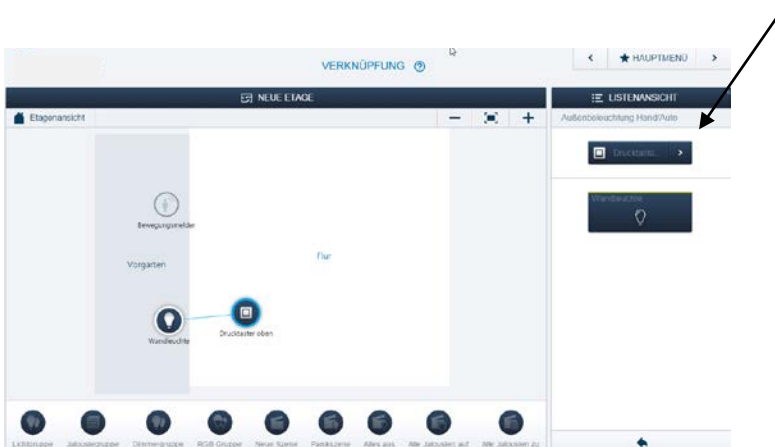 VERKNÜPFUNG
HAUPTMENÜ
NEUE ETAGE
LISTENANSICHT
Etagenansicht
Außenbeleuchtung Hand/Auto
Drucktaste..
Wandleuchte
Bewegungsmelder
Vorgarten
Flur
Wandleuchte
Drucktaster oben
Lichtgruppe
Jalousiegruppe
Dimmergruppe
RGB Gruppe
Neue Szene
Panikszene
Alles aus
Alle Jalousien auf
Alle Jalousien zu